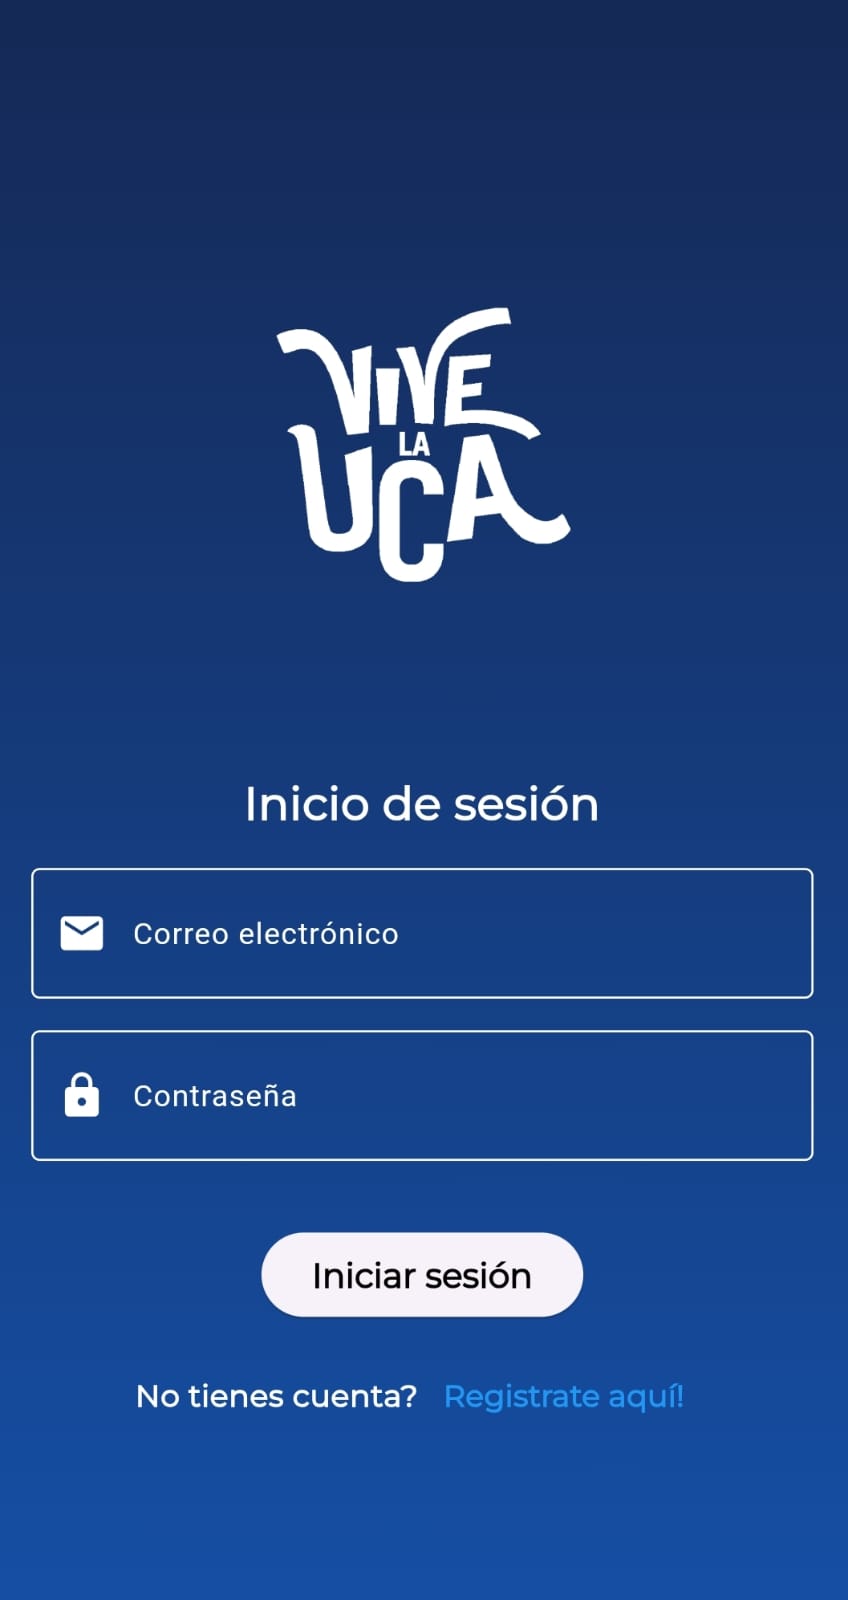 VIVE
LA
UCA
Inicio de sesión
Correo electrónico
Contraseña
Iniciar sesión
No tienes cuenta? Registrate aquí!